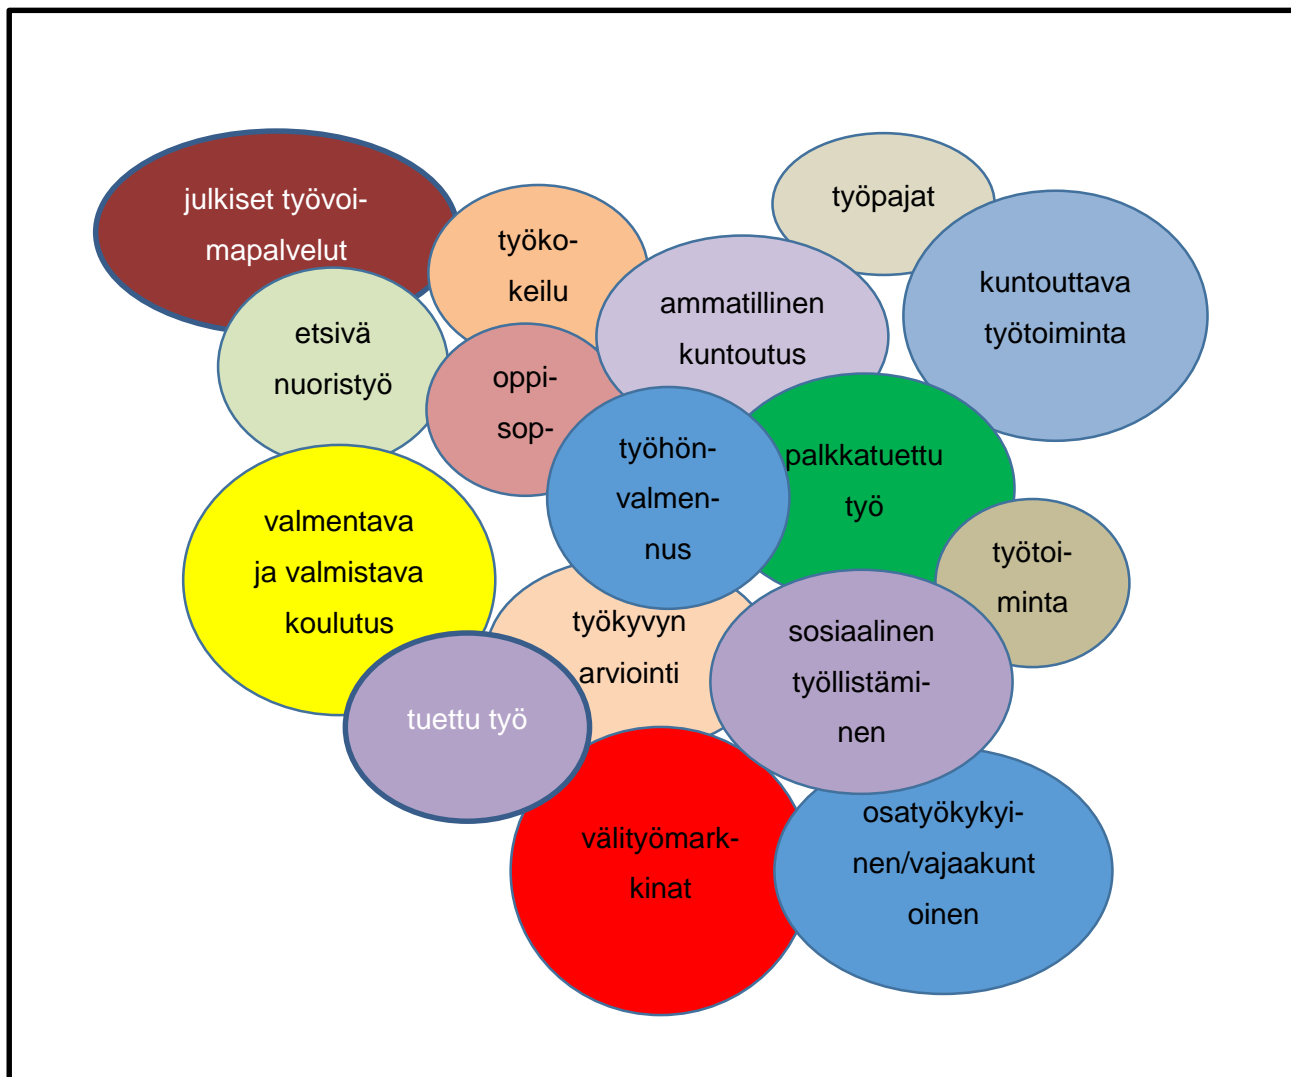 julkiset työvoi-
mapalvelut
työko-
keilu
työpajat
ammatillinen
kuntoutus
kuntouttava
työtoiminta
etsivä
nuoristyö
oppi-
sop-
työhön-
valmen-
nus
palkkatuettu
työ
valmentava
ja valmistava
koulutus
työtoi-
minta
työkyvyn
arviointi
sosiaalinen
työllistämi-
nen
tuettu työ
välityömark-
kinat
osatyökykyi-
nen/vajaakunt
oinen